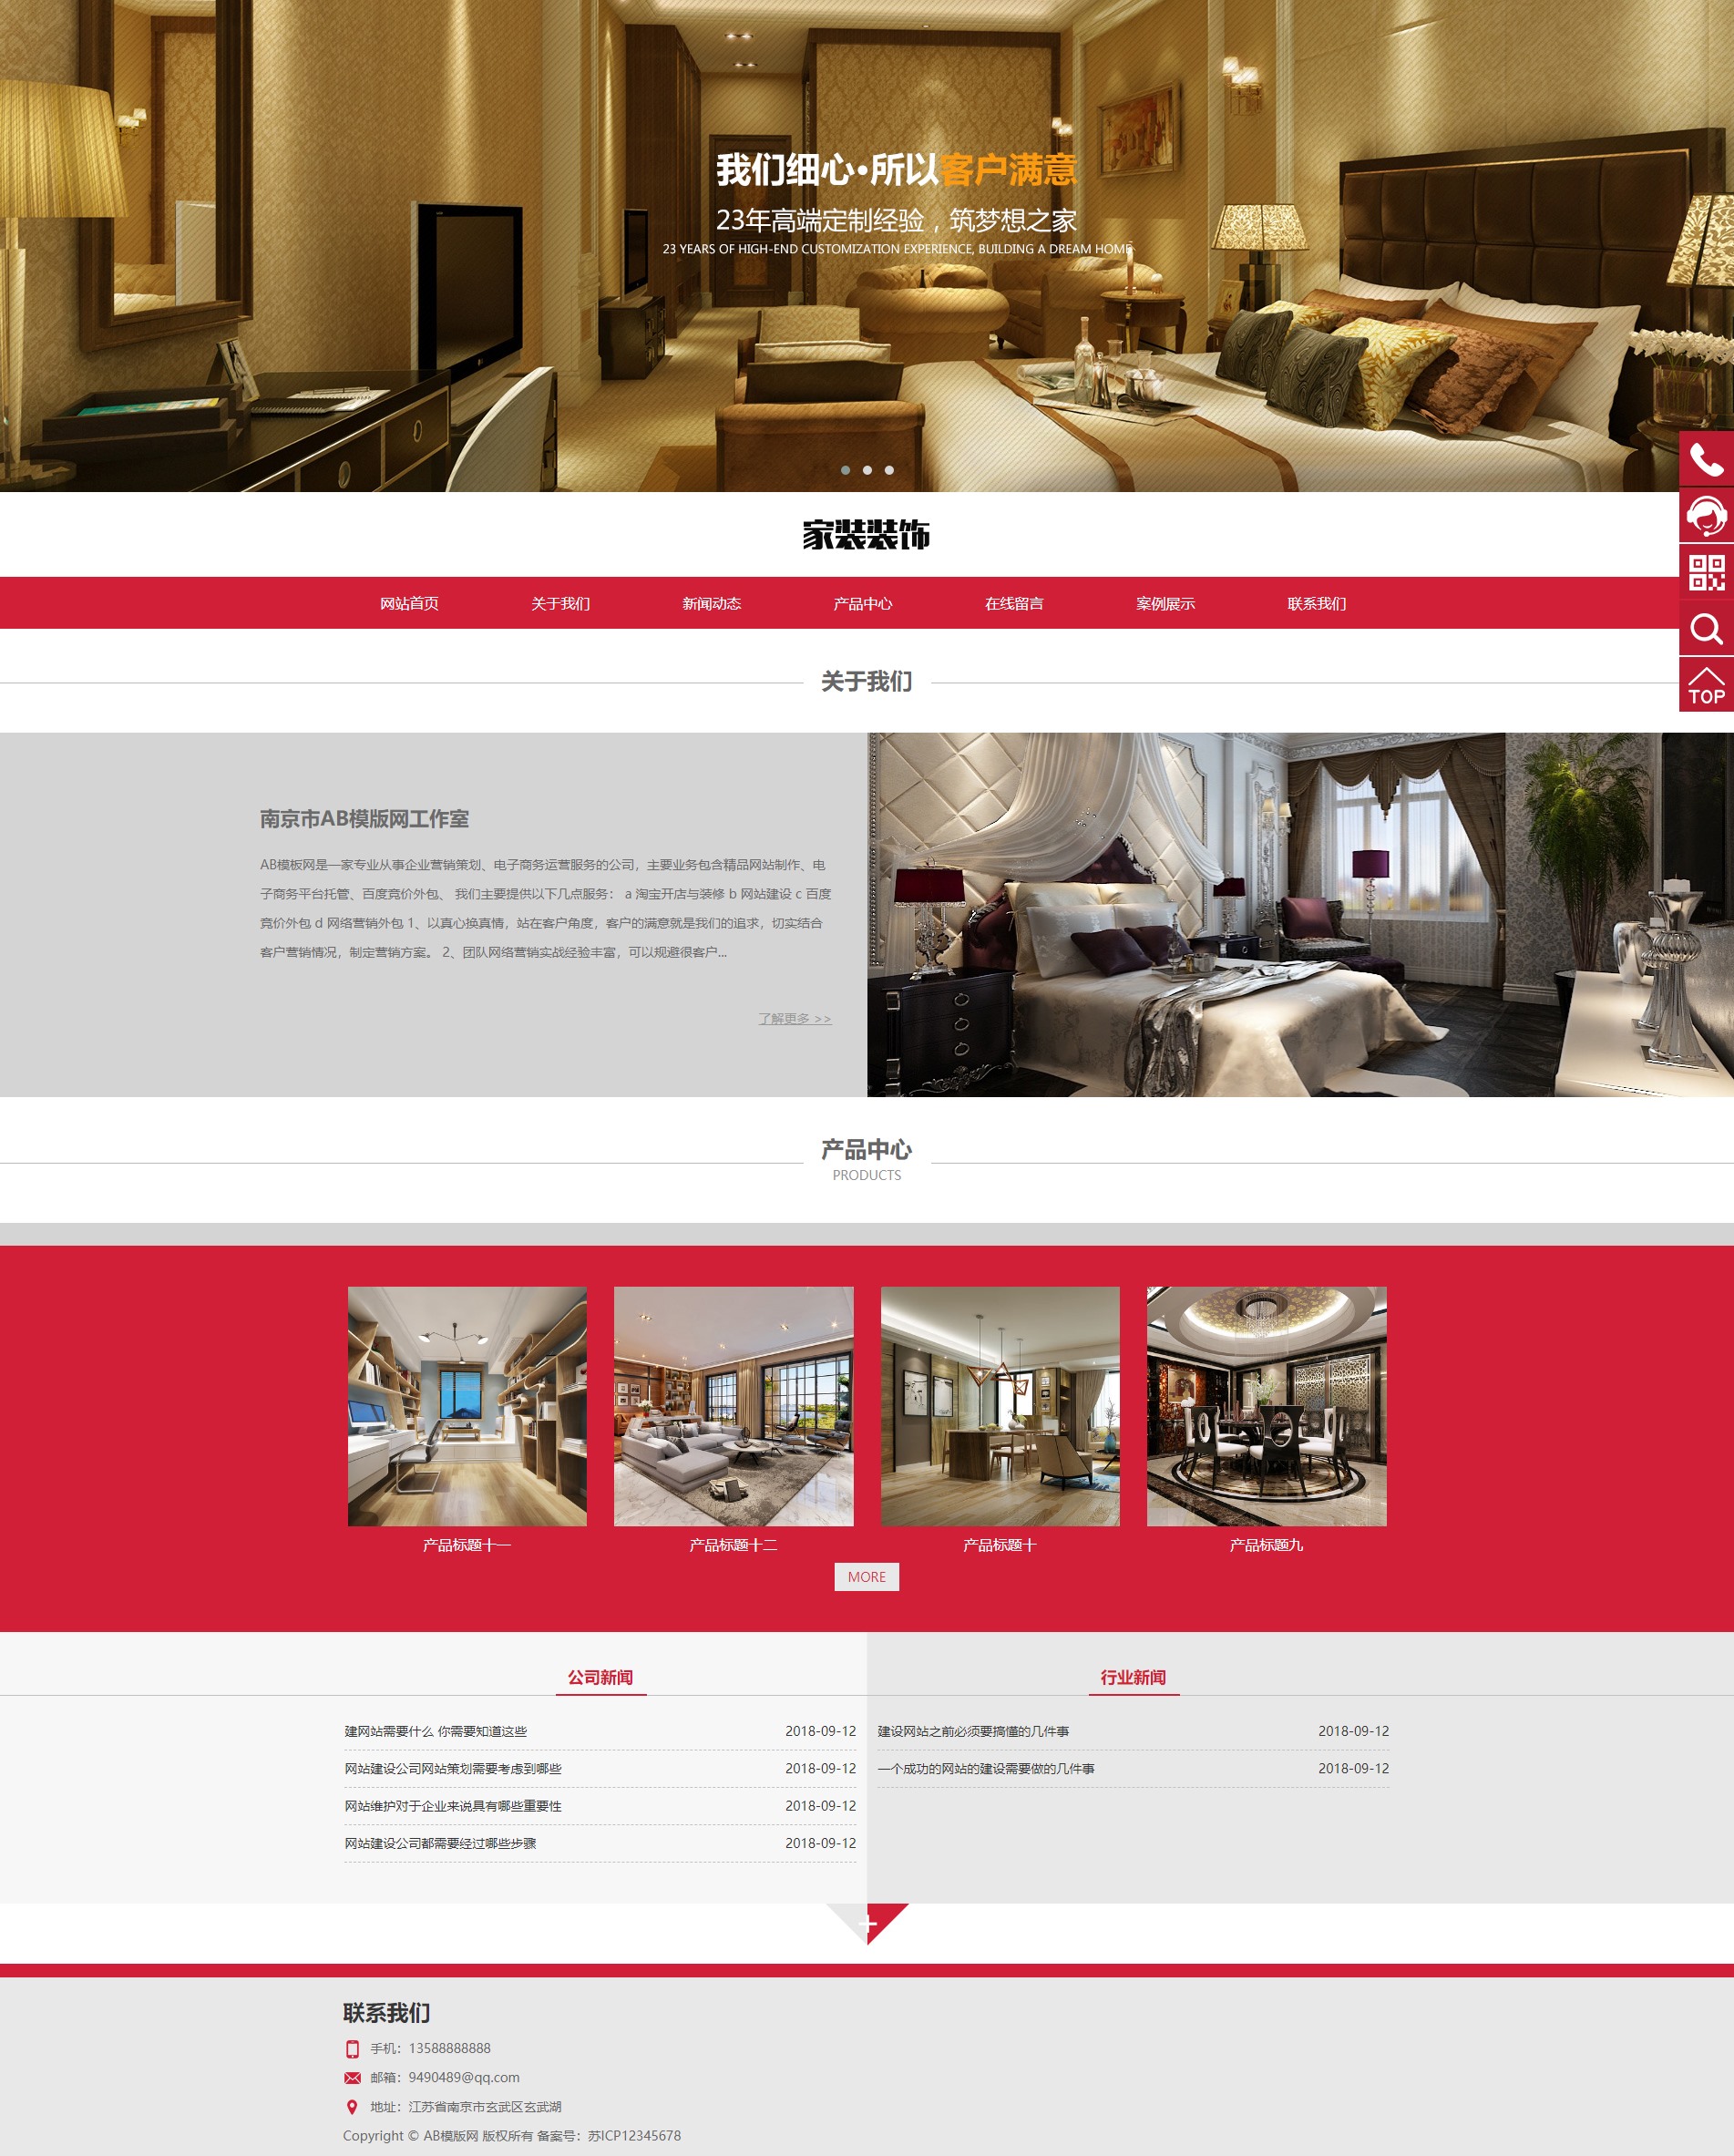 我们细心·所以客户满意
23年高端定制经验，筑梦想之家
23 YEARS OF HIGH-END CUSTOMIZATION EXPERIENCE, BUILDING A DREAM HOME
家装装饰
网站首页 关于我们 新闻动态 产品中心 在线留言 案例展示 联系我们
TOP
关于我们
南京市AB模版网工作室
AB模板网是一家专业从事企业营销策划、电子商务运营服务的公司，主要业务包含精品网站制作、电
子商务平台托管、百度竞价外包、 我们主要提供以下几点服务： a 淘宝开店与装修 b 网站建设 c 百度
竞价外包 d 网络营销外包 1、以真心换真情，站在客户角度，客户的满意就是我们的追求，切实结合
客户营销情况，制定营销方案。 2、团队网络营销实战经验丰富，可以规避很客户...
了解更多 >>
产品中心
PRODUCTS
产品标题十一 产品标题十二 产品标题十 产品标题九
MORE
公司新闻
建网站需要什么 你需要知道这些 2018-09-12
网站建设公司网站策划需要考虑到哪些 2018-09-12
网站维护对于企业来说具有哪些重要性 2018-09-12
网站建设公司都需要经过哪些步骤 2018-09-12
行业新闻
建设网站之前必须要搞懂的几件事 2018-09-12
一个成功的网站的建设需要做的几件事 2018-09-12
联系我们
手机：13588888888
邮箱：9490489@qq.com
地址：江苏省南京市玄武区玄武湖
Copyright © AB模版网 版权所有 备案号：苏ICP12345678